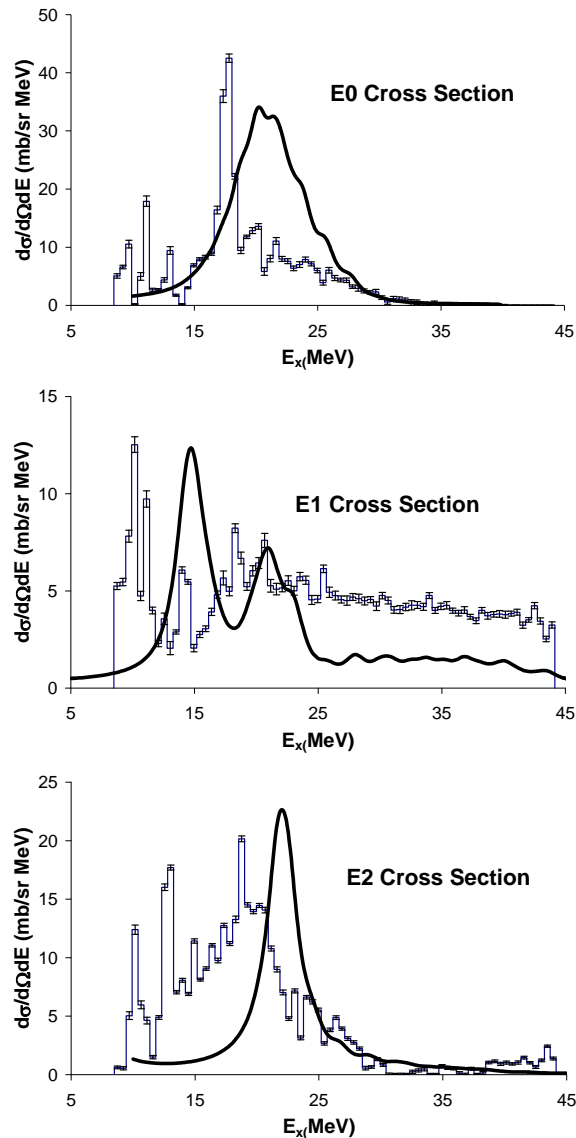 50
40
30
20
10
0
dσ/dΩdE (mb/sr MeV)
E0 Cross Section
5 15 25 35 45
Ex(MeV)
15
10
5
0
dσ/dΩdE (mb/sr MeV)
E1 Cross Section
5 15 25 35 45
Ex(MeV)
25
20
15
10
5
0
dσ/dΩdE (mb/sr MeV)
E2 Cross Section
5 15 25 35 45
Ex(MeV)